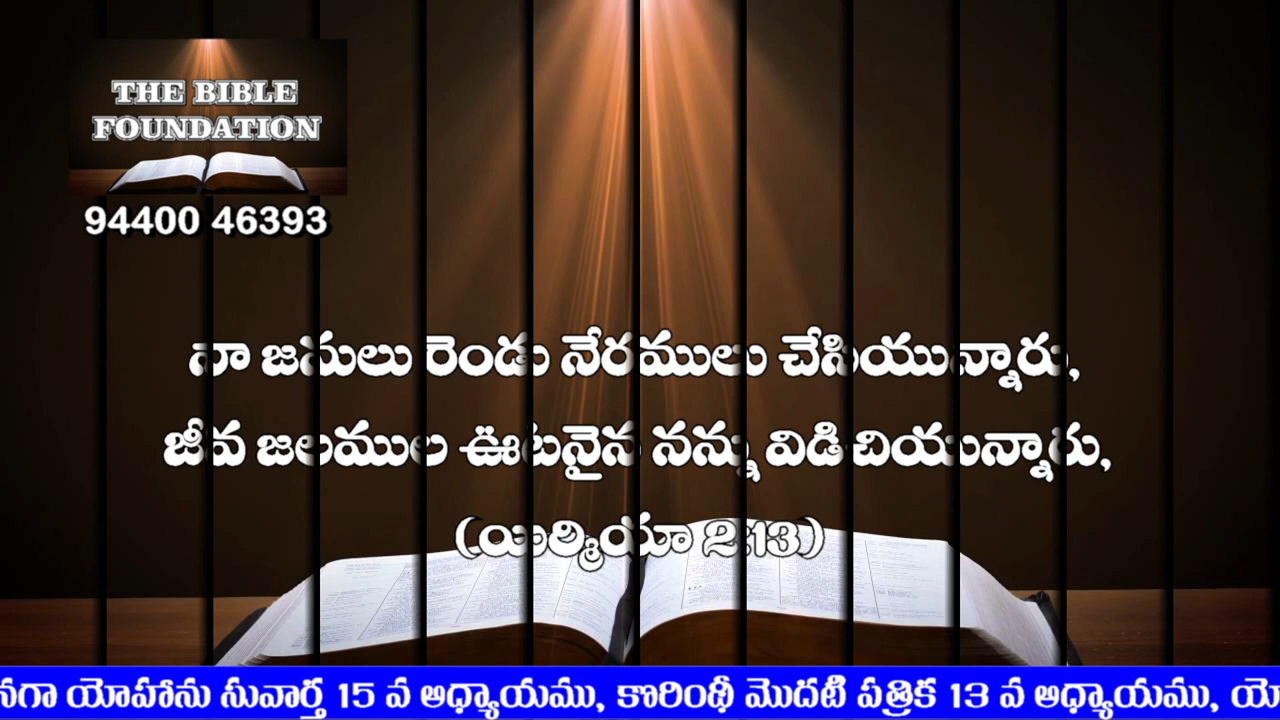 THE BIBLE
FOUNDATION
94400 46393
నా జనులు రెండు నేరములు చేసియున్నారు,
జీవ జలముల ఊటనైన నన్ను విడిచియున్నారు,
(యిర్మియా 2:13)
నగా యోహాను సువార్త 15 వ అధ్యాయము, కొరింథీ మొదటి పత్రిక 13 వ అధ్యాయము, యో